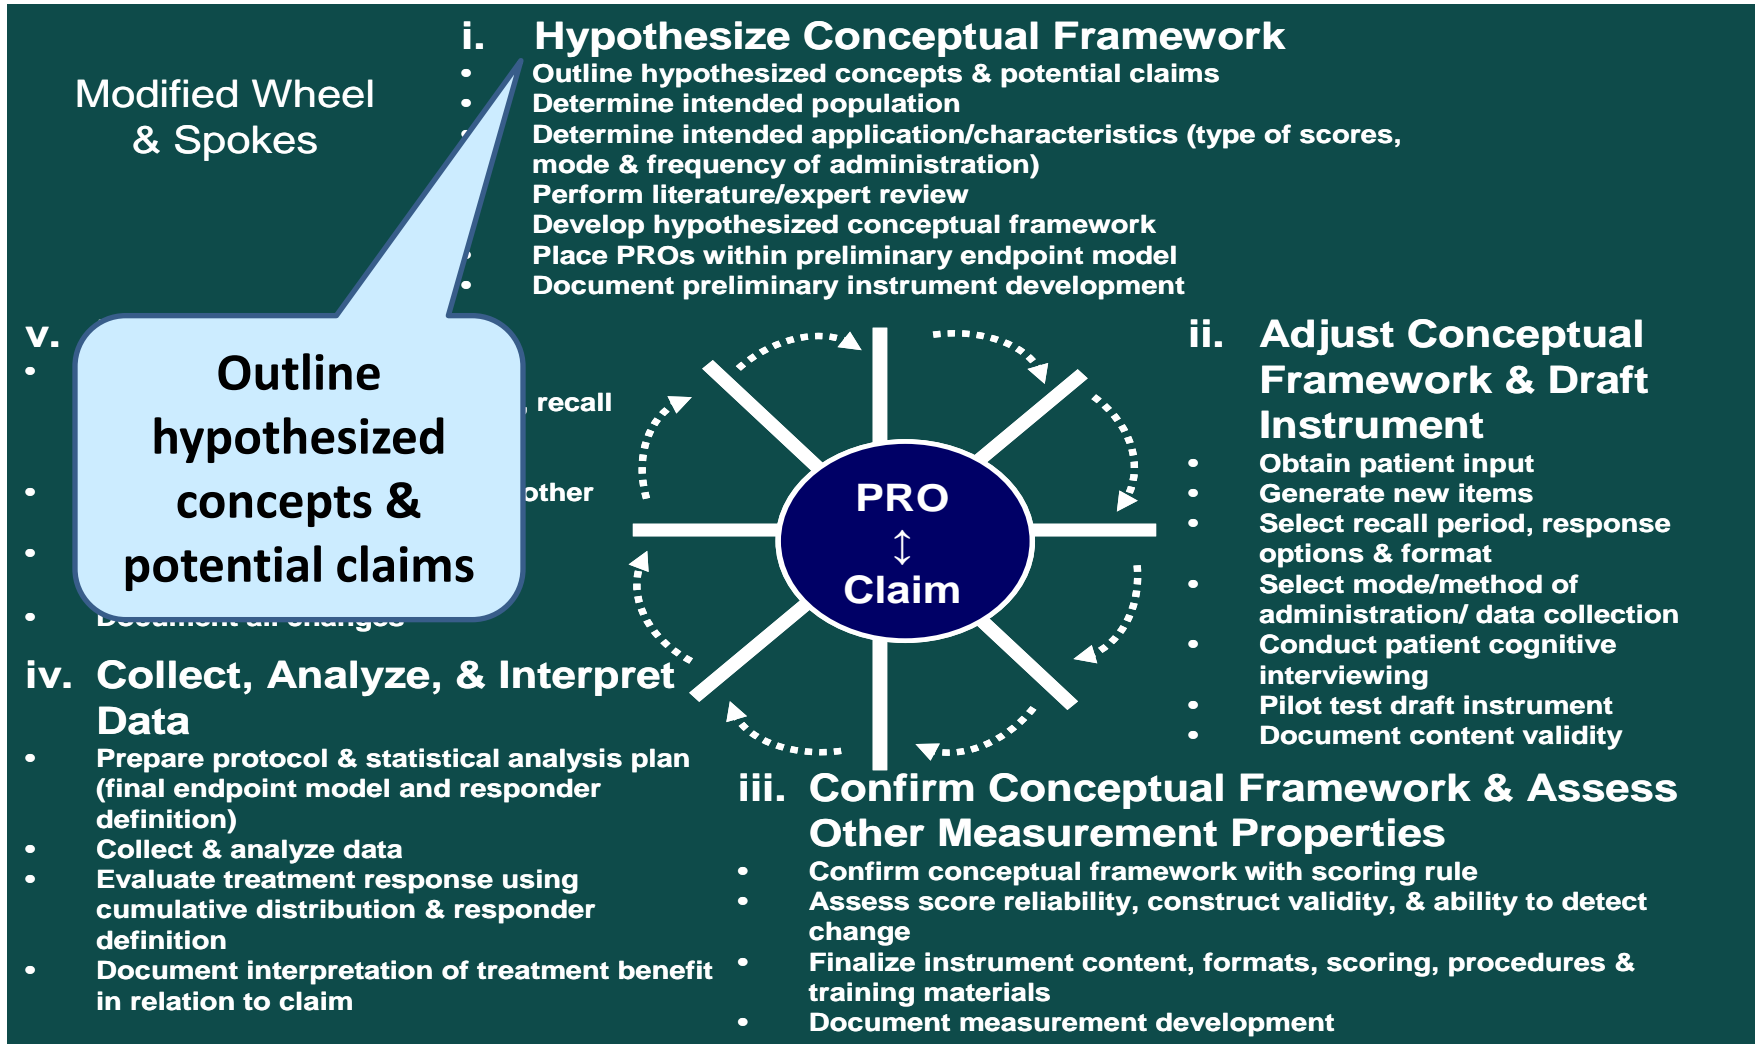 Modified Wheel
& Spokes
i. Hypothesize Conceptual Framework
• Outline hypothesized concepts & potential claims
• Determine intended population
• Determine intended application/characteristics (type of scores,
mode & frequency of administration)
Perform literature/expert review
Develop hypothesized conceptual framework
• Place PROs within preliminary endpoint model
• Document preliminary instrument development
Outline
hypothesized
concepts &
potential claims
v.
•
, recall
• other
•
• Document all changes
PRO
↕
Claim
ii. Adjust Conceptual
Framework & Draft
Instrument
• Obtain patient input
• Generate new items
• Select recall period, response
options & format
• Select mode/method of
administration/ data collection
• Conduct patient cognitive
interviewing
• Pilot test draft instrument
• Document content validity
iii. Confirm Conceptual Framework & Assess
Other Measurement Properties
• Confirm conceptual framework with scoring rule
• Assess score reliability, construct validity, & ability to detect
change
• Finalize instrument content, formats, scoring, procedures &
training materials
• Document measurement development
iv. Collect, Analyze, & Interpret
Data
• Prepare protocol & statistical analysis plan
(final endpoint model and responder
definition)
• Collect & analyze data
• Evaluate treatment response using
cumulative distribution & responder
definition
• Document interpretation of treatment benefit
in relation to claim